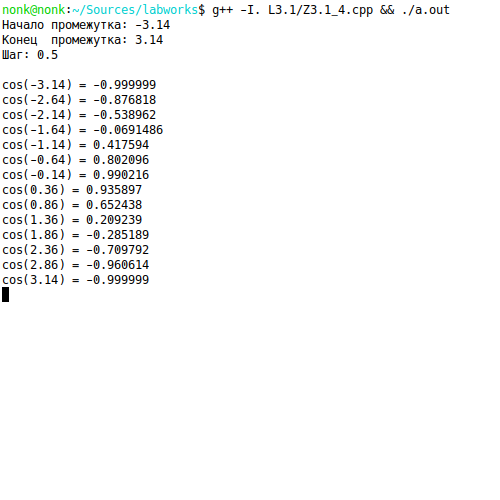 nonk@nonk:~/Sources/labworks$ g++ -I. L3.1/Z3.1_4.cpp && ./a.out
Начало промежутка: -3.14
Конец  промежутка: 3.14
Шаг: 0.5
cos(-3.14) = -0.999999
cos(-2.64) = -0.876818
cos(-2.14) = -0.538962
cos(-1.64) = -0.0691486
cos(-1.14) = 0.417594
cos(-0.64) = 0.802096
cos(-0.14) = 0.990216
cos(0.36) = 0.935897
cos(0.86) = 0.652438
cos(1.36) = 0.209239
cos(1.86) = -0.285189
cos(2.36) = -0.709792
cos(2.86) = -0.960614
cos(3.14) = -0.999999